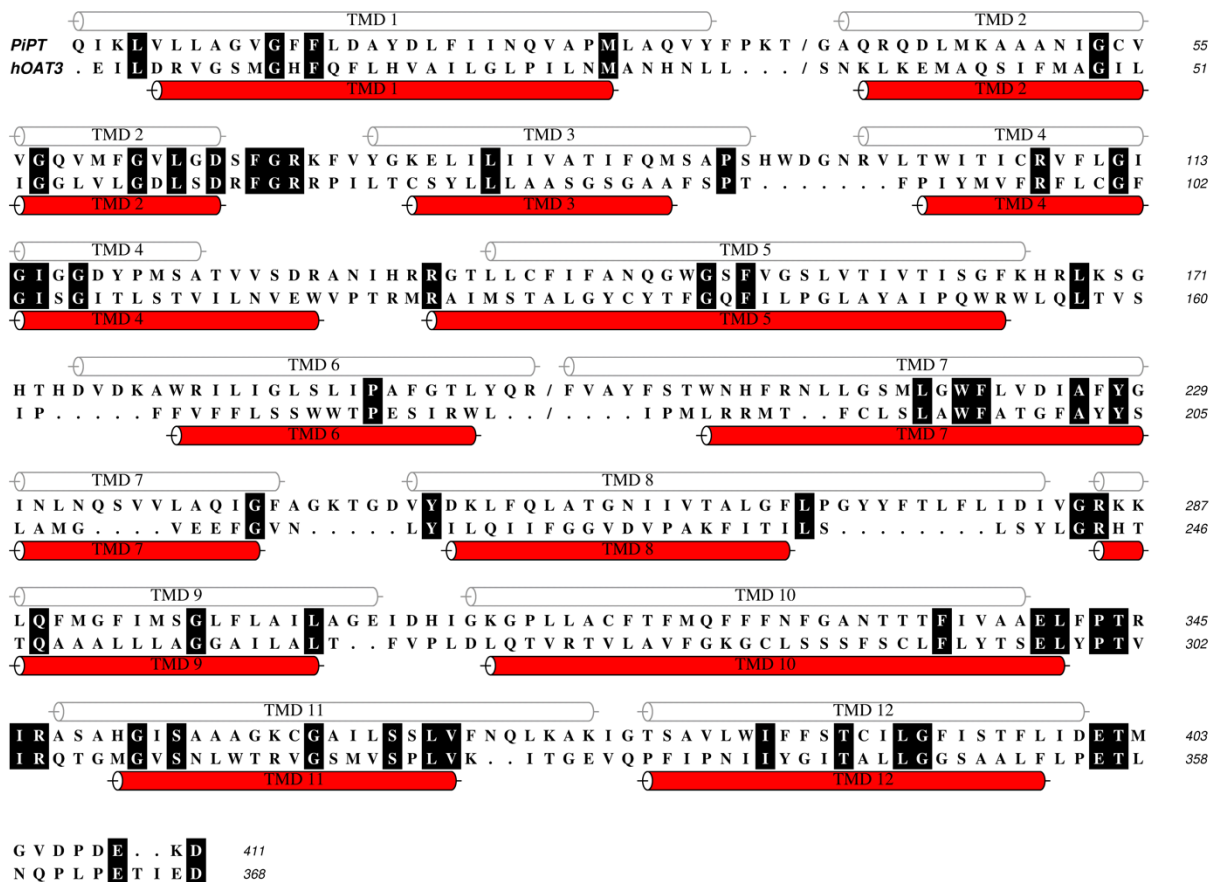 TMD 1 TMD 2
PiPT Q I K L V L L A G V G F F L D A Y D L F I I N Q V A P M L A Q V Y F P K T / G A Q R Q D L M K A A A N I G C V 55
hOAT3 . E I L D R V G S M G H F Q F L H V A I L G L P I L N M A N H N L L . . . / S N K L K E M A Q S I F M A G I L 51
TMD 1 TMD 2
TMD 2 TMD 3 TMD 4
V G Q V M F G V L G D S F G R K F V Y G K E L I L I I V A T I F Q M S A P S H W D G N R V L T W I T I C R V F L G I 113
I G G L V L G D L S D R F G R R P I L T C S Y L L L A A S G S G A A F S P T . . . . . . . F P I Y M V F R F L C G F 102
TMD 2 TMD 3 TMD 4
TMD 4 TMD 5
G I G G D Y P M S A T V V S D R A N I H R R G T L L C F I F A N Q G W G S F V G S L V T I V T I S G F K H R L K S G 171
G I S G I T L S T V I L N V E W V P T R M R A I M S T A L G Y C Y T F G Q F I L P G L A Y A I P Q W R W L Q L T V S 160
TMD 4 TMD 5
TMD 6 TMD 7
H T H D V D K A W R I L I G L S L I P A F G T L Y Q R / F V A Y F S T W N H F R N L L G S M L G W F L V D I A F Y G 229
I P . . . . . F F V F F L S S W W T P E S I R W L . . / . . . . I P M L R R M T . . F C L S L A W F A T G F A Y Y S 205
TMD 6 TMD 7
TMD 7 TMD 8
I N L N Q S V V L A Q I G F A G K T G D V Y D K L F Q L A T G N I I V T A L G F L P G Y Y F T L F L I D I V G R K K 287
L A M G . . . . V E E F G V N . . . . . L Y I L Q I I F G G V D V P A K F I T I L S . . . . . . . . L S Y L G R H T 246
TMD 7 TMD 8
TMD 9 TMD 10
L Q F M G F I M S G L F L A I L A G E I D H I G K G P L L A C F T F M Q F F F N F G A N T T T F I V A A E L F P T R 345
T Q A A A L L L A G G A I L A L T . . F V P L D L Q T V R T V L A V F G K G C L S S S F S C L F L Y T S E L Y P T V 302
TMD 9 TMD 10
TMD 11 TMD 12
I R A S A H G I S A A A G K C G A I L S S L V F N Q L K A K I G T S A V L W I F F S T C I L G F I S T F L I D E T M 403
I R Q T G M G V S N L W T R V G S M V S P L V K . . I T G E V Q P F I P N I I Y G I T A L L G G S A A L F L P E T L 358
TMD 11 TMD 12
G V D P D E . . K D 411
N Q P L P E T I E D 368